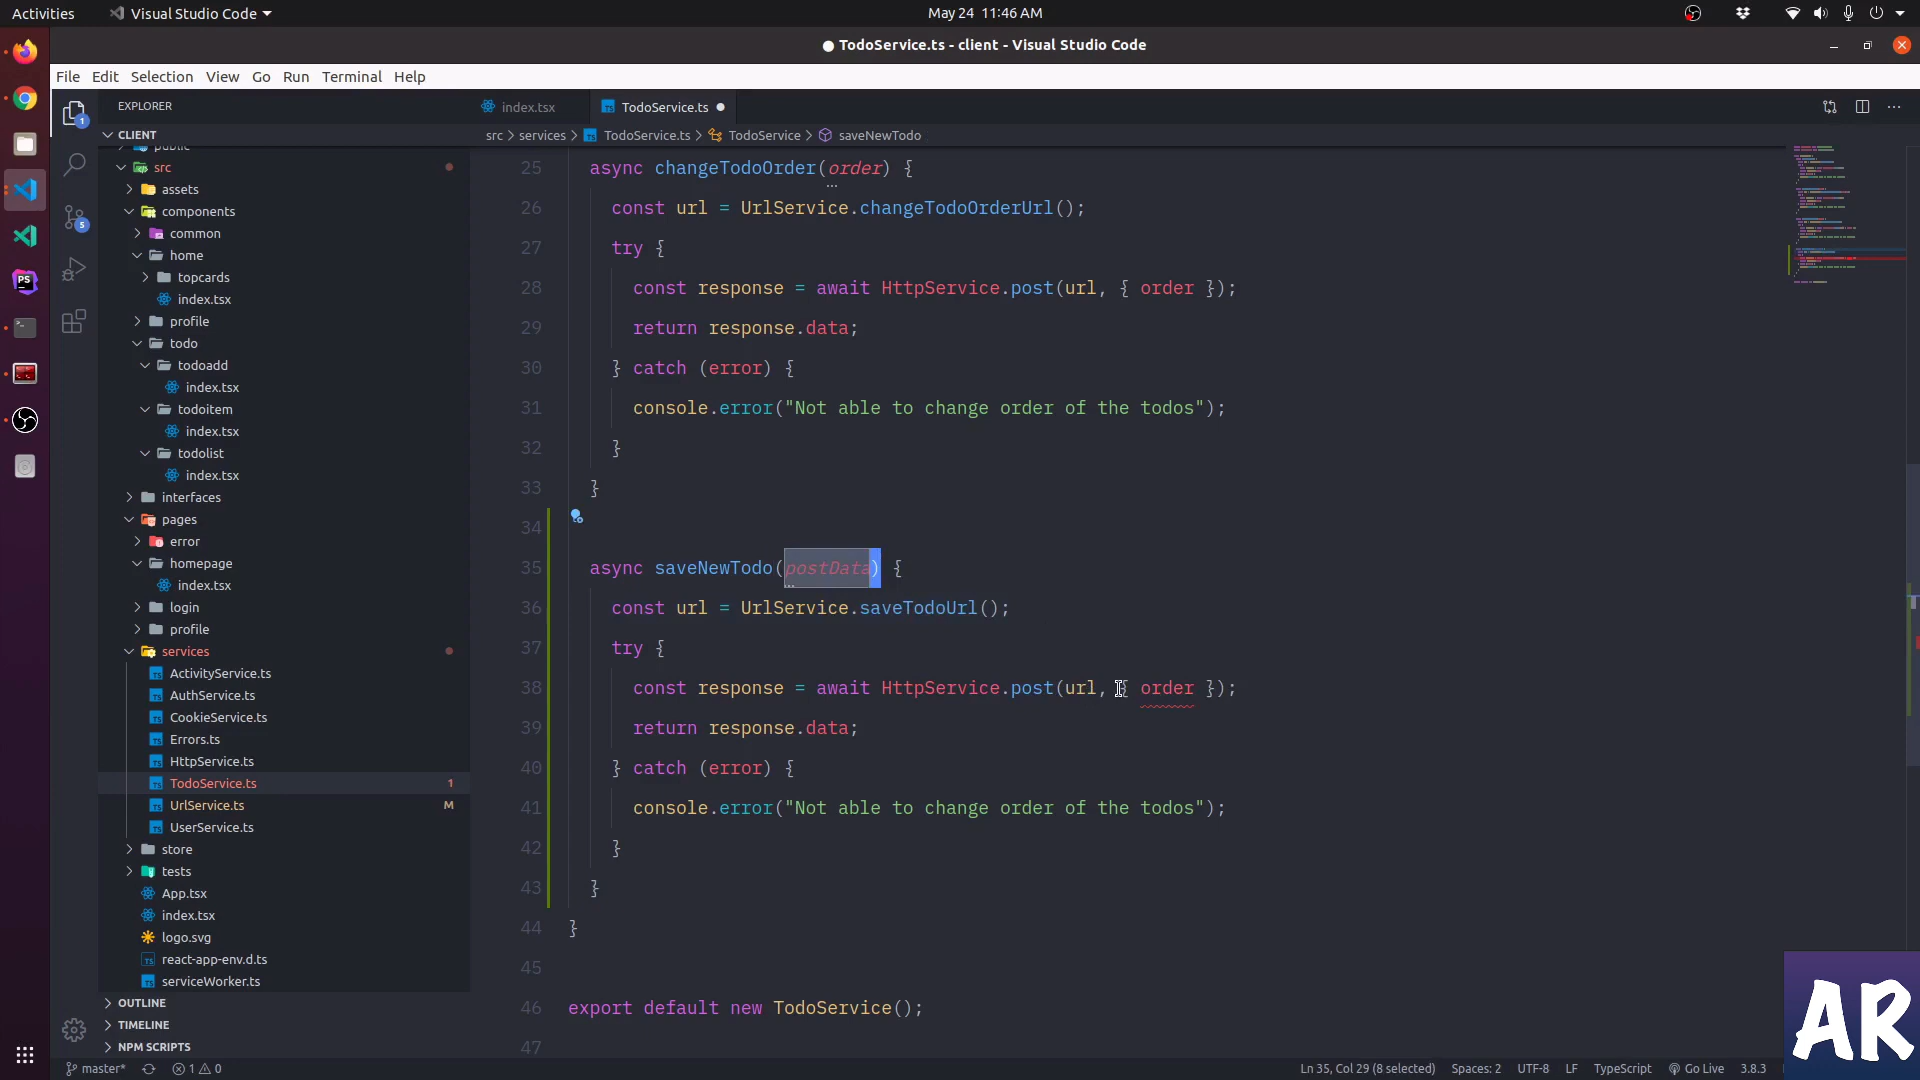 Activities
Visual Studio Code
May 24 11:46 AM
● TodoService.ts - client - Visual Studio Code
File Edit Selection View Go Run Terminal Help
EXPLORER
index.tsx
TodoService.ts
CLIENT
src > services > TodoService.ts > TodoService > saveNewTodo
public
src
assets
components
common
home
topcards
index.tsx
profile
todo
todoadd
index.tsx
todoitem
index.tsx
todolist
index.tsx
interfaces
pages
error
homepage
index.tsx
login
profile
services
ActivityService.ts
AuthService.ts
CookieService.ts
Errors.ts
HttpService.ts
TodoService.ts 1
UrlService.ts M
UserService.ts
store
tests
App.tsx
index.tsx
logo.svg
react-app-env.d.ts
serviceWorker.ts
OUTLINE
TIMELINE
NPM SCRIPTS
1
5
25 async changeTodoOrder(order) {
26 const url = UrlService.changeTodoOrderUrl();
27 try {
28 const response = await HttpService.post(url, { order });
29 return response.data;
30 } catch (error) {
31 console.error("Not able to change order of the todos");
32 }
33 }
34
35 async saveNewTodo(postData) {
36 const url = UrlService.saveTodoUrl();
37 try {
38 const response = await HttpService.post(url, { order });
39 return response.data;
40 } catch (error) {
41 console.error("Not able to change order of the todos");
42 }
43 }
44 }
45
46 export default new TodoService();
47
AR
master* 1 0 Ln 35, Col 29 (8 selected) Spaces: 2 UTF-8 LF TypeScript Go Live 3.8.3
PS